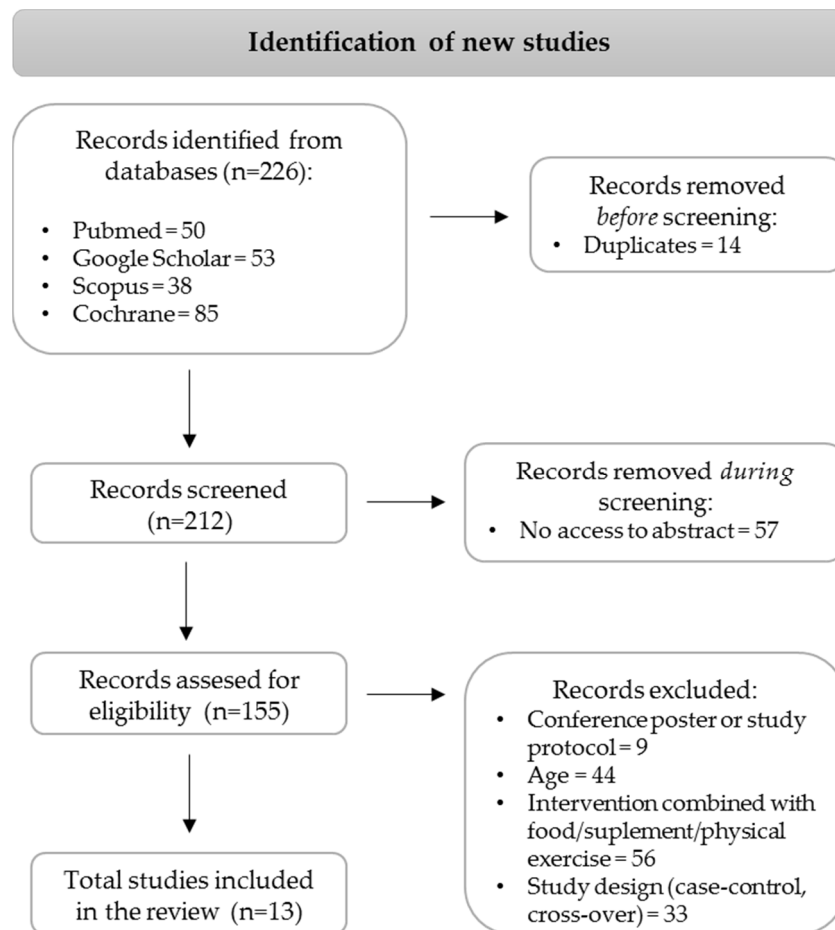 Identification of new studies
Records identified from
databases (n=226):
• Pubmed = 50
• Google Scholar = 53
• Scopus = 38
• Cochrane = 85
Records removed
before screening:
• Duplicates = 14
Records screened
(n=212)
Records removed during
screening:
• No access to abstract = 57
Records assesed for
eligibility (n=155)
Records excluded:
• Conference poster or study
protocol = 9
• Age = 44
• Intervention combined with
food/suplement/physical
exercise = 56
• Study design (case-control,
cross-over) = 33
Total studies included
in the review (n=13)